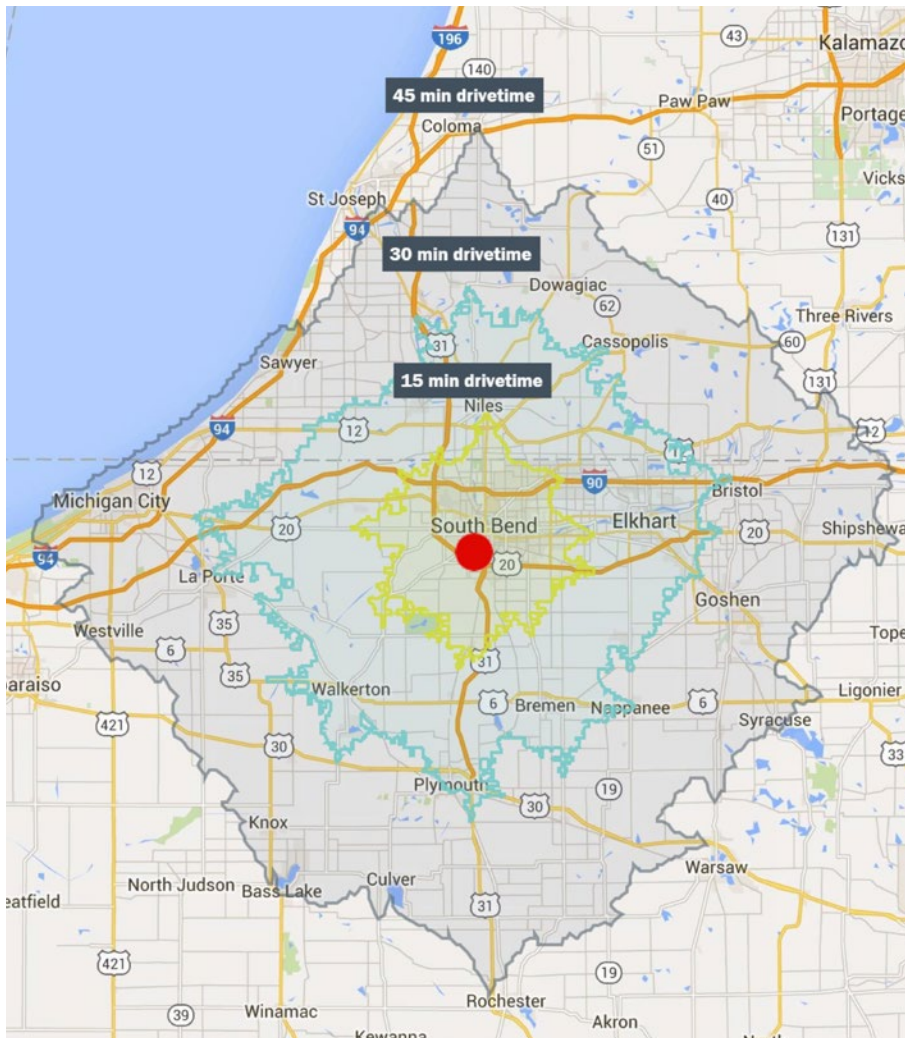 196
43
Kalamazo
140
45 min drivetime
Paw Paw
Coloma
Portage
51
Vicks
St Joseph
40
94
131
30 min drivetime
Dowagiac
62
Three Rivers
31
Cassopolis
60
Sawyer
15 min drivetime
131
Niles
94
12
12
12
12
90
Bristol
Michigan City
20
South Bend
Elkhart
20
Shipshewa
94
20
La Porte
Goshen
35
Westville
6
31
Tope
35
araiso
Walkerton
6
Bremen
Nappanee
6
Ligonier
421
Syracuse
30
33
Plymouth
19
30
Knox
Warsaw
North Judson
Culver
Bass Lake
eatfield
31
421
19
Rochester
39
Winamac
Akron
Kewanna